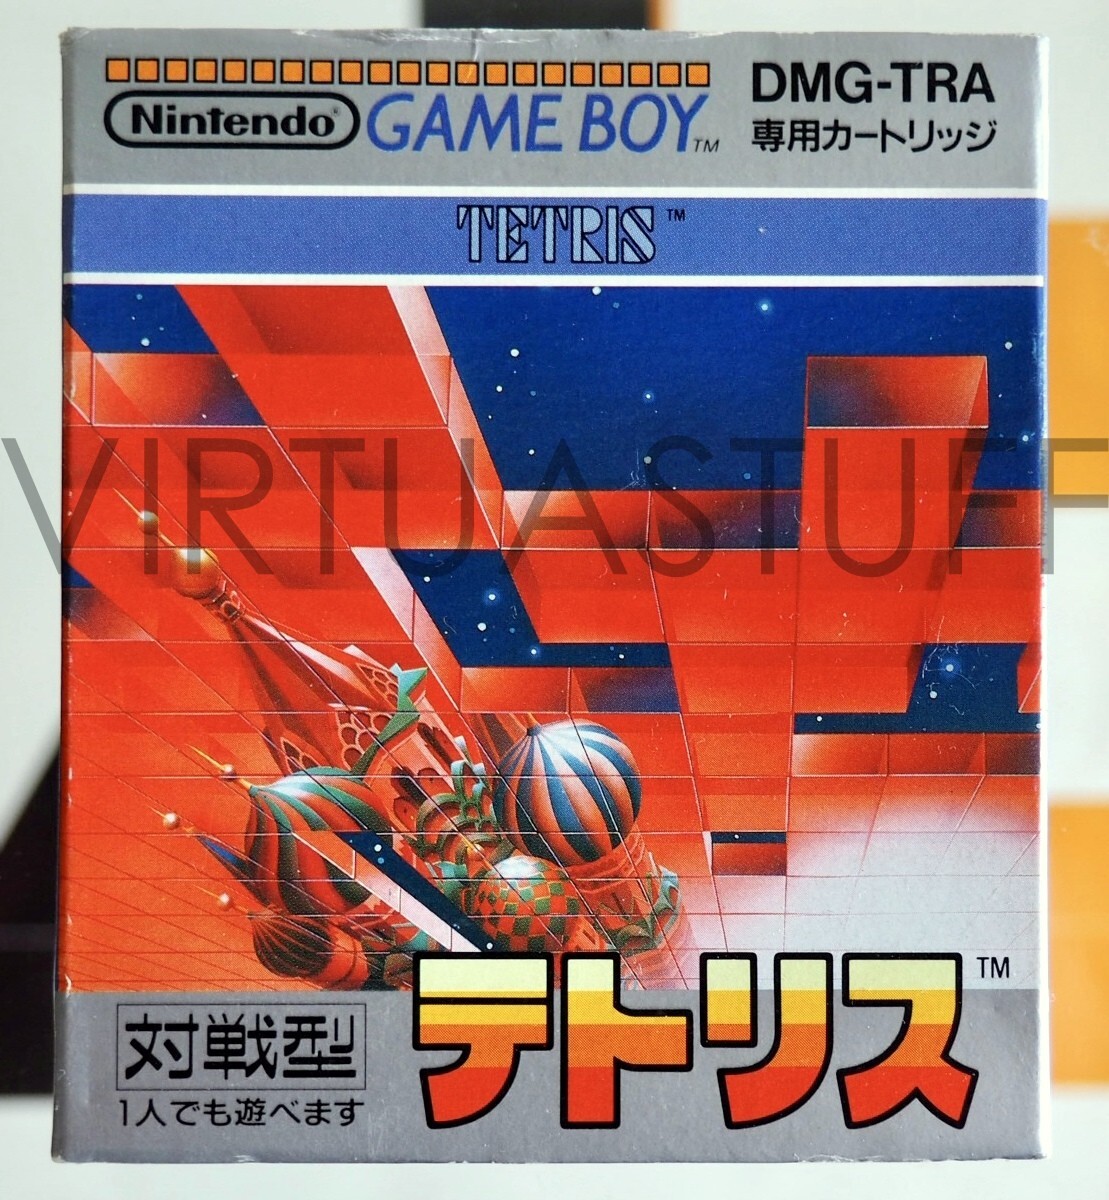 Nintendo® GAME BOY™
DMG-TRA
専用カートリッジ
TETRIS™
VIRTUASTUFF
テトリス™
対戦型
1人でも遊べます